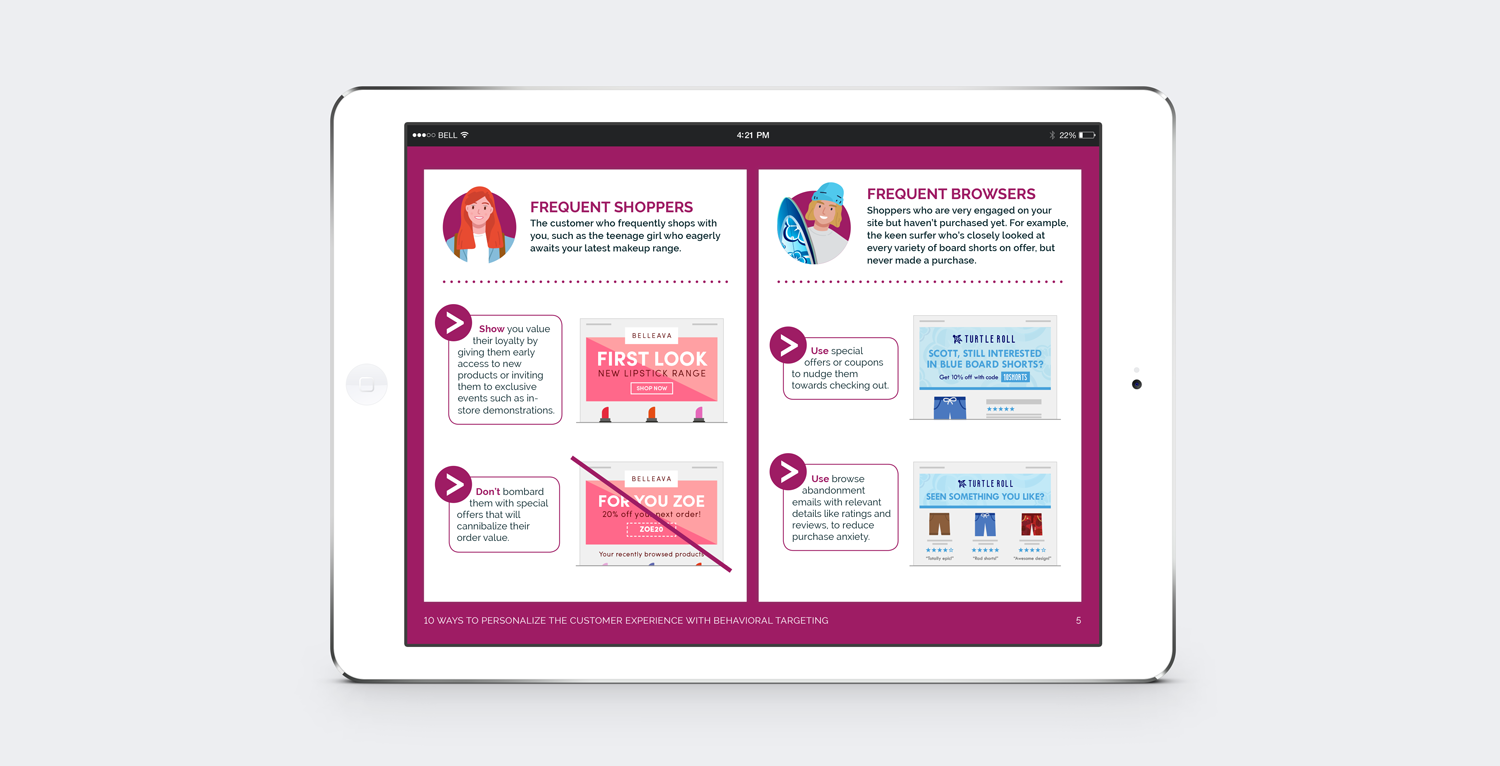 BELL
4:21 PM
22%
FREQUENT SHOPPERS
The customer who frequently shops with
you, such as the teenage girl who eagerly
awaits your latest makeup range.
Show you value
their loyalty by
giving them early
access to new
products or inviting
them to exclusive
events such as in-
store demonstrations.
BELLEAVA
FIRST LOOK
NEW LIPSTICK RANGE
SHOP NOW
Don't bombard
them with special
offers that will
cannibalize their
order value.
BELLEAVA
FOR YOU ZOE
20% off your next order!
ZOE20
Your recently browsed products
FREQUENT BROWSERS
Shoppers who are very engaged on your
site but haven't purchased yet. For example,
the keen surfer who's closely looked at
every variety of board shorts on offer, but
never made a purchase.
Use special
offers or coupons
to nudge them
towards checking out.
TURTLE ROLL
SCOTT, STILL INTERESTED
IN BLUE BOARD SHORTS?
Get 10% off with code 10SHORTS
Use browse
abandonment
emails with relevant
details like ratings and
reviews, to reduce
purchase anxiety.
TURTLE ROLL
SEEN SOMETHING YOU LIKE?
"Totally epic!" "Rad shorts!" "Awesome design!"
10 WAYS TO PERSONALIZE THE CUSTOMER EXPERIENCE WITH BEHAVIORAL TARGETING
5